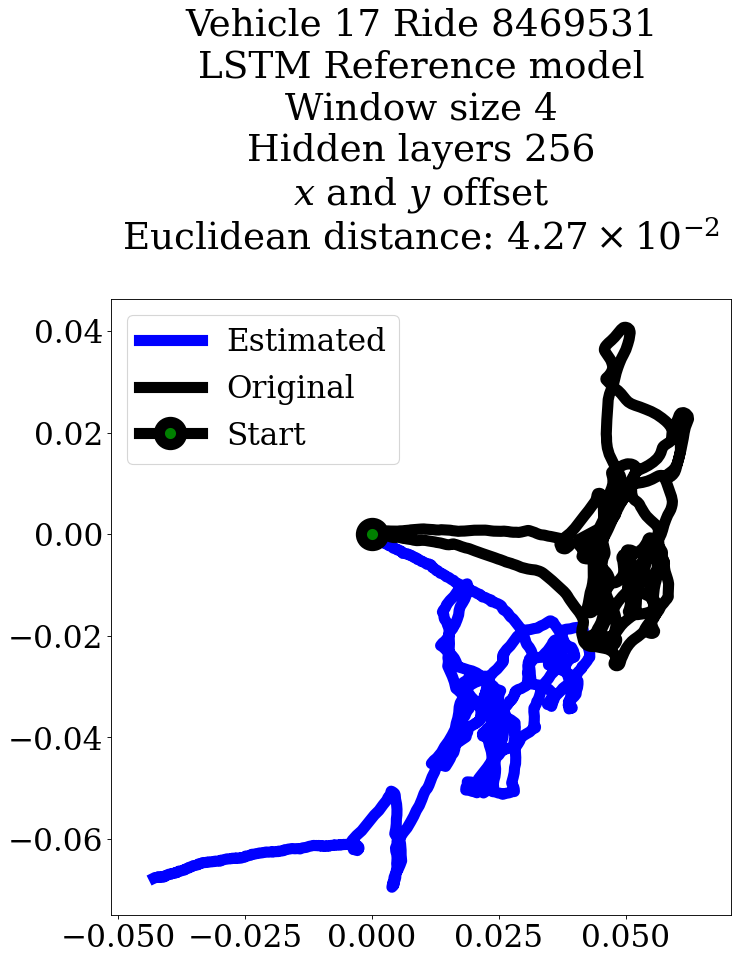 Vehicle 17 Ride 8469531
LSTM Reference model
Window size 4
Hidden layers 256
x and y offset
Euclidean distance: 4.27 × 10⁻²
Estimated
Original
Start
0.04
0.02
0.00
−0.02
−0.04
−0.06
−0.050
−0.025
0.000
0.025
0.050